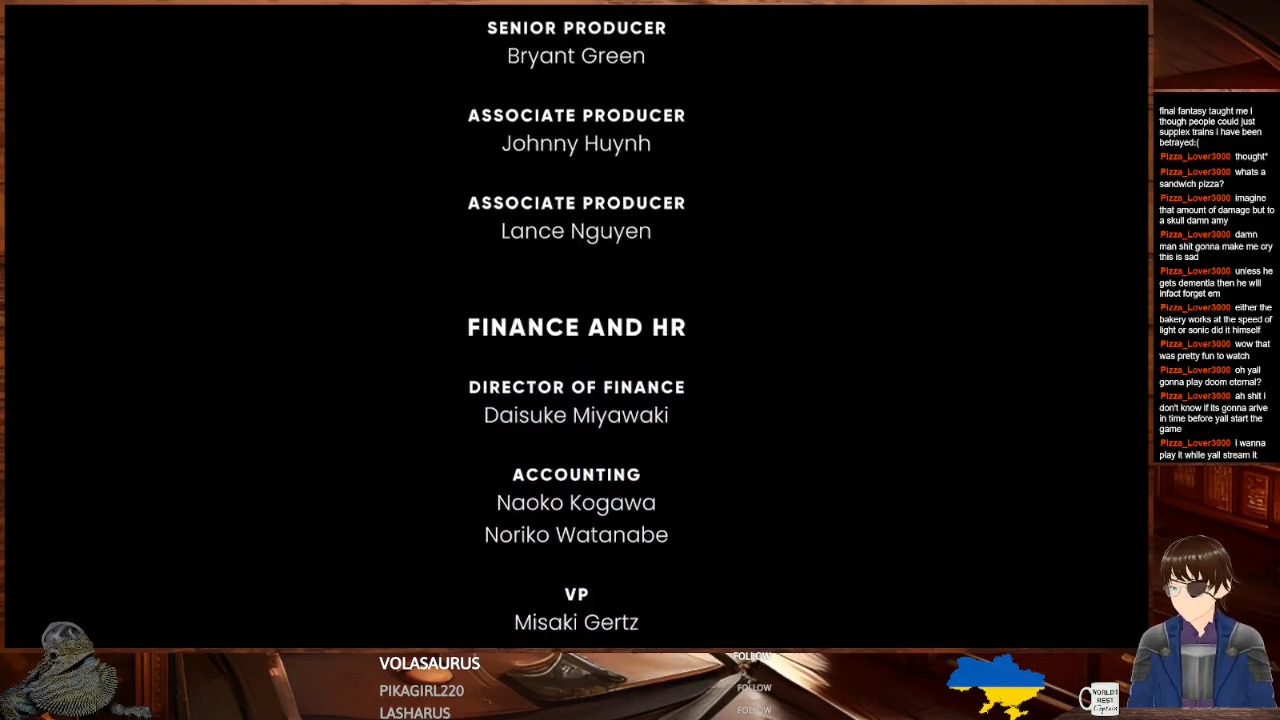 SENIOR PRODUCER
Bryant Green
ASSOCIATE PRODUCER
Johnny Huynh
ASSOCIATE PRODUCER
Lance Nguyen
FINANCE AND HR
DIRECTOR OF FINANCE
Daisuke Miyawaki
ACCOUNTING
Naoko Kogawa
Noriko Watanabe
VP
Misaki Gertz
final fantasy taught me i
though people could just
supplex trains i have been
betrayed:(
Pizza_Lover3000 thought*
Pizza_Lover3000 whats a
sandwich pizza?
Pizza_Lover3000 imagine
that amount of damage but to
a skull damn amy
Pizza_Lover3000 damn
man shit gonna make me cry
this is sad
Pizza_Lover3000 unless he
gets dementia then he will
infact forget em
Pizza_Lover3000 either the
bakery works at the speed of
light or sonic did it himself
Pizza_Lover3000 wow that
was pretty fun to watch
Pizza_Lover3000 oh yall
gonna play doom eternal?
Pizza_Lover3000 ah shit i
don't know if its gonna arive
in time before yall start the
game
Pizza_Lover3000 i wanna
play it while yall stream it
VOLASAURUS
FOLLOW
PIKAGIRL220
FOLLOW
LASHARUS
FOLLOW
WORLD'S
BEST
Captain